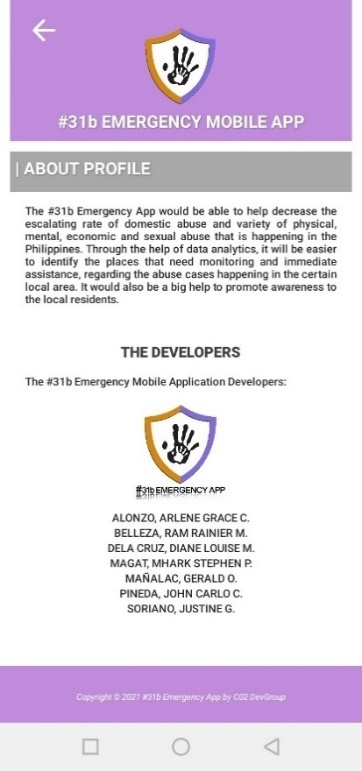 #31b EMERGENCY MOBILE APP
| ABOUT PROFILE
The #31b Emergency App would be able to help decrease the
escalating rate of domestic abuse and variety of physical,
mental, economic and sexual abuse that is happening in the
Philippines. Through the help of data analytics, it will be easier
to identify the places that need monitoring and immediate
assistance, regarding the abuse cases happening in the certain
local area. It would also be a big help to promote awareness to
the local residents.
THE DEVELOPERS
The #31b Emergency Mobile Application Developers:
#31b EMERGENCY APP
ALONZO, ARLENE GRACE C.
BELLEZA, RAM RAINIER M.
DELA CRUZ, DIANE LOUISE M.
MAGAT, MHARK STEPHEN P.
MAÑALAC, GERALD O.
PINEDA, JOHN CARLO C.
SORIANO, JUSTINE G.
Copyright © 2021 #31b Emergency App by CG2 DevGroup